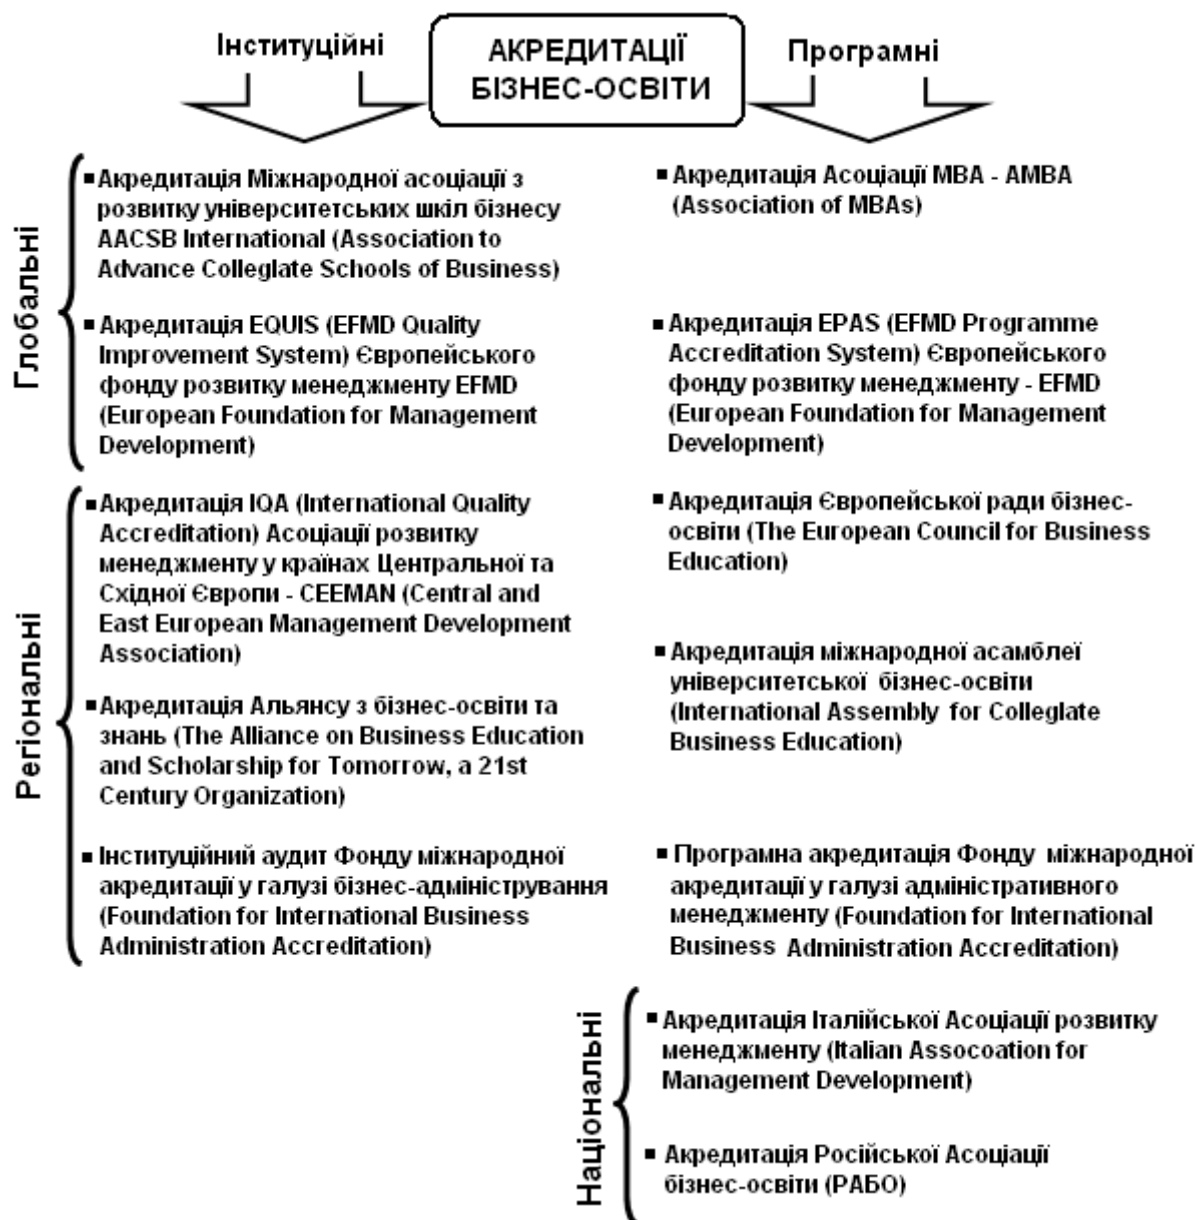 Інституційні
АКРЕДИТАЦІЇ
БІЗНЕС-ОСВІТИ
Програмні
Глобальні
▪ Акредитація Міжнародної асоціації з
розвитку університетських шкіл бізнесу
AACSB International (Association to
Advance Collegiate Schools of Business)
▪ Акредитація EQUIS (EFMD Quality
Improvement System) Європейського
фонду розвитку менеджменту EFMD
(European Foundation for Management
Development)
▪ Акредитація Асоціації МВА - AMBA
(Association of MBAs)
▪ Акредитація EPAS (EFMD Programme
Accreditation System) Європейського
фонду розвитку менеджменту - EFMD
(European Foundation for Management
Development)
Регіональні
▪ Акредитація IQA (International Quality
Accreditation) Асоціації розвитку
менеджменту у країнах Центральної та
Східної Європи - CEEMAN (Central and
East European Management Development
Association)
▪ Акредитація Альянсу з бізнес-освіти та
знань (The Alliance on Business Education
and Scholarship for Tomorrow, a 21st
Century Organization)
▪ Інституційний аудит Фонду міжнародної
акредитації у галузі бізнес-адміністрування
(Foundation for International Business
Administration Accreditation)
▪ Акредитація Європейської ради бізнес-
освіти (The European Council for Business
Education)
▪ Акредитація міжнародної асамблеї
університетської бізнес-освіти
(International Assembly for Collegiate
Business Education)
▪ Програмна акредитація Фонду міжнародної
акредитації у галузі адміністративного
менеджменту (Foundation for International
Business Administration Accreditation)
Національні
▪ Акредитація Італійської Асоціації розвитку
менеджменту (Italian Assocoation for
Management Development)
▪ Акредитація Російської Асоціації
бізнес-освіти (РАБО)